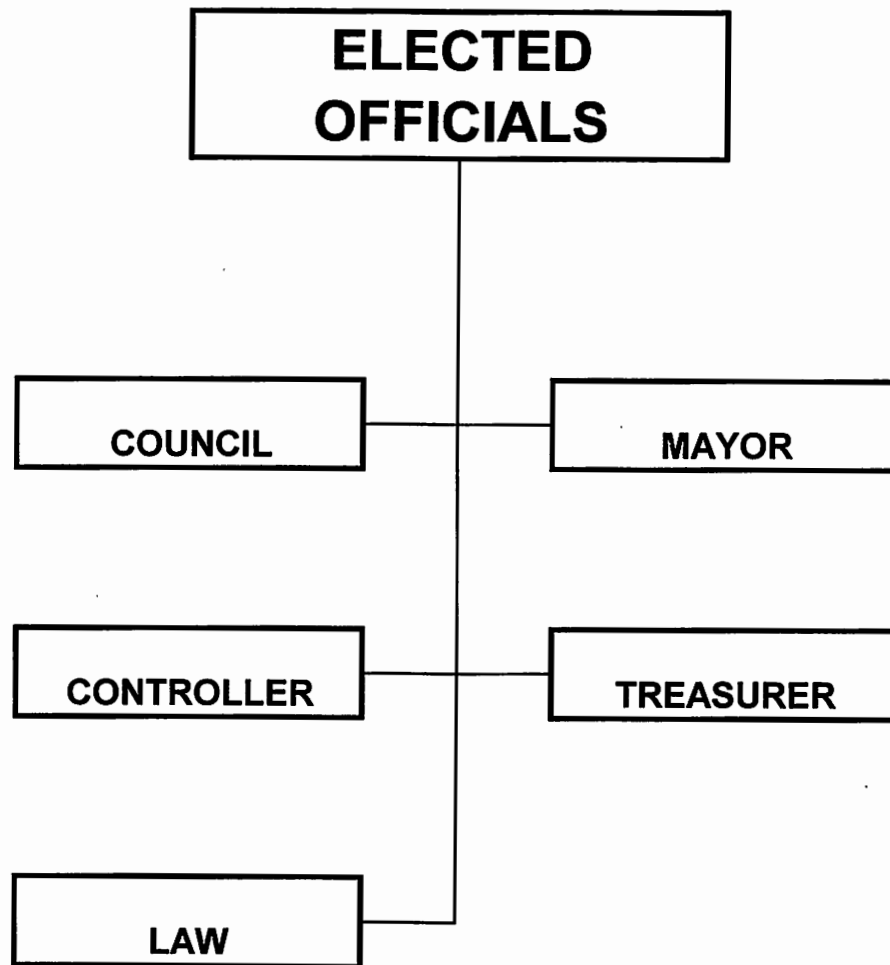 ELECTED
OFFICIALS
COUNCIL
MAYOR
CONTROLLER
TREASURER
LAW